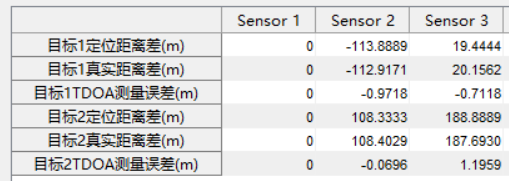 Sensor 1 Sensor 2 Sensor 3
目标1定位距离差(m) 0 -113.8889 19.4444
目标1真实距离差(m) 0 -112.9171 20.1562
目标1TDOA测量误差(m) 0 -0.9718 -0.7118
目标2定位距离差(m) 0 108.3333 188.8889
目标2真实距离差(m) 0 108.4029 187.6930
目标2TDOA测量误差(m) 0 -0.0696 1.1959